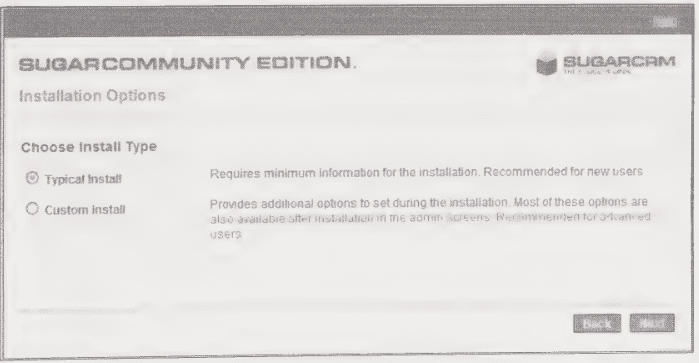 SUGARCOMMUNITY EDITION.
SUGARCRM
Installation Options
Choose Install Type
Typical Install
Requires minimum information for the installation. Recommended for new users
Custom Install
Provides additional options to set during the installation. Most of these options are
also available after installation in the admin screens. Recommended for advanced
users
Back Next